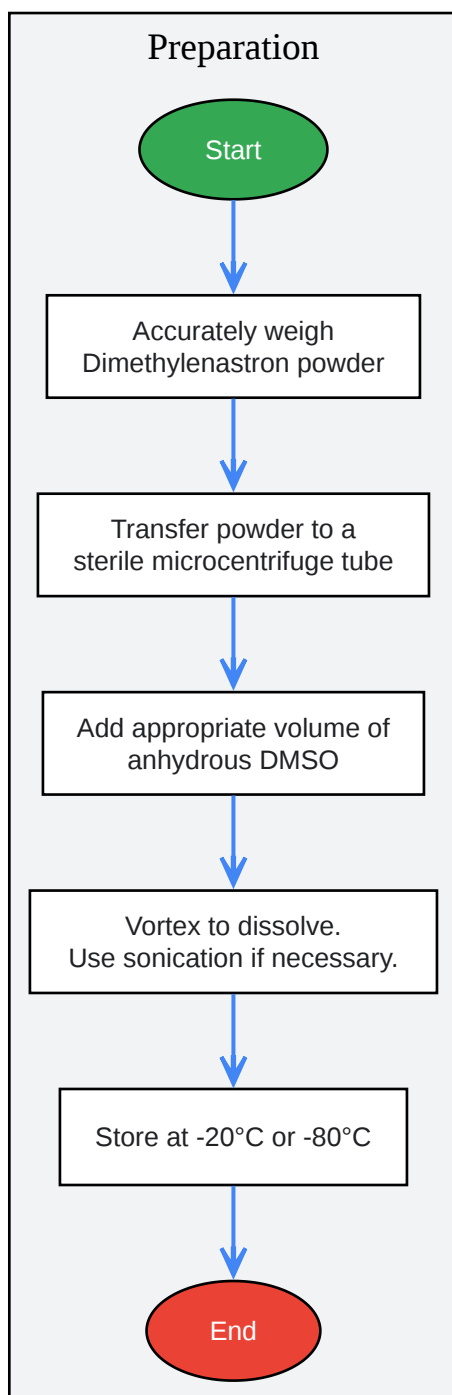 Preparation
Start
Accurately weigh
Dimethylenastron powder
Transfer powder to a
sterile microcentrifuge tube
Add appropriate volume of
anhydrous DMSO
Vortex to dissolve.
Use sonication if necessary.
Store at -20°C or -80°C
End